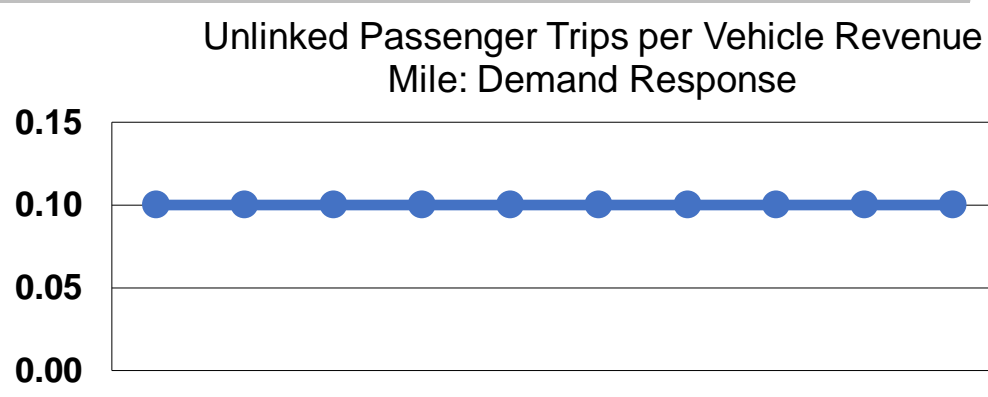 Unlinked Passenger Trips per Vehicle Revenue
Mile: Demand Response
0.15
0.10
0.05
0.00